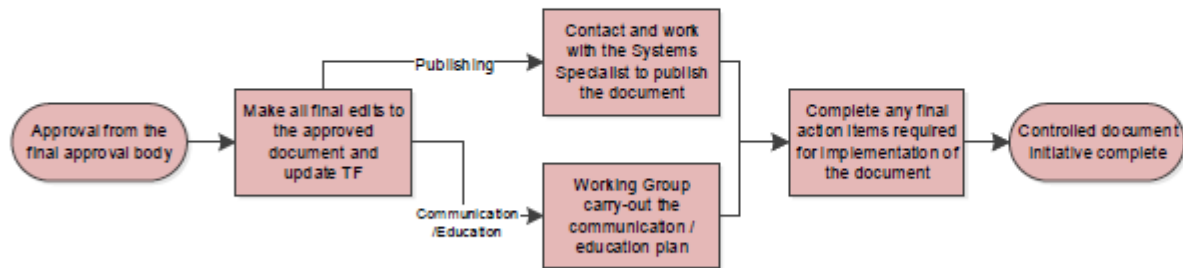 Approval from the
final approval body
Make all final edits to
the approved
document and
update TF
Publishing
Contact and work
with the Systems
Specialist to publish
the document
Communication
/Education
Working Group
carry-out the
communication /
education plan
Complete any final
action items required
for implementation of
the document
Controlled document
initiative complete